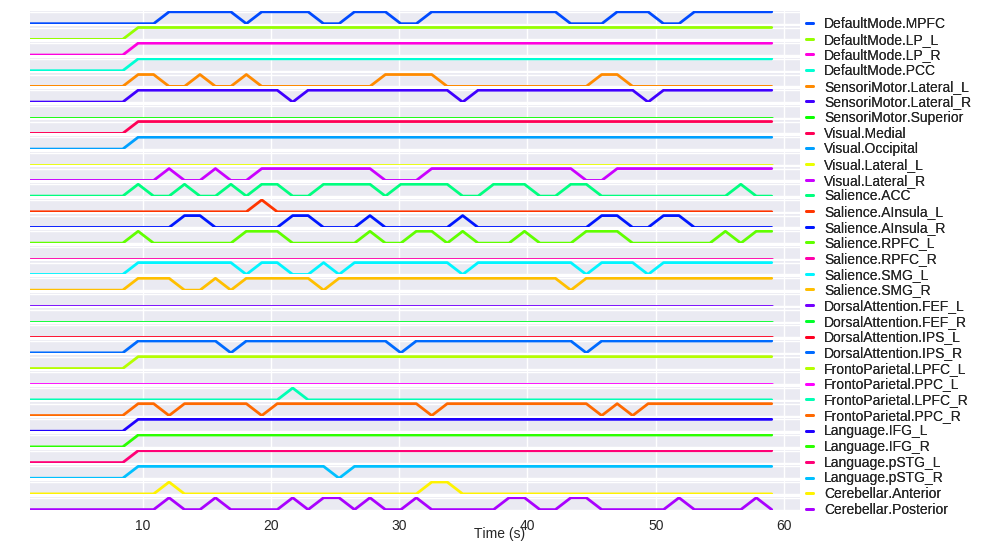 DefaultMode.MPFC
DefaultMode.LP_L
DefaultMode.LP_R
DefaultMode.PCC
SensoriMotor.Lateral_L
SensoriMotor.Lateral_R
SensoriMotor.Superior
Visual.Medial
Visual.Occipital
Visual.Lateral_L
Visual.Lateral_R
Salience.ACC
Salience.AInsula_L
Salience.AInsula_R
Salience.RPFC_L
Salience.RPFC_R
Salience.SMG_L
Salience.SMG_R
DorsalAttention.FEF_L
DorsalAttention.FEF_R
DorsalAttention.IPS_L
DorsalAttention.IPS_R
FrontoParietal.LPFC_L
FrontoParietal.PPC_L
FrontoParietal.LPFC_R
FrontoParietal.PPC_R
Language.IFG_L
Language.IFG_R
Language.pSTG_L
Language.pSTG_R
Cerebellar.Anterior
Cerebellar.Posterior
10 20 30 40 50 60
Time (s)